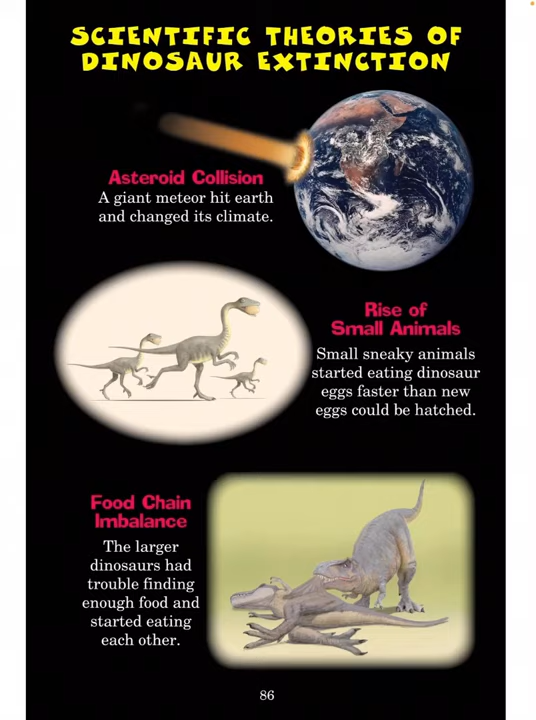 SCIENTIFIC THEORIES OF
DINOSAUR EXTINCTION
Asteroid Collision
A giant meteor hit earth
and changed its climate.
Rise of
Small Animals
Small sneaky animals
started eating dinosaur
eggs faster than new
eggs could be hatched.
Food Chain
Imbalance
The larger
dinosaurs had
trouble finding
enough food and
started eating
each other.
86